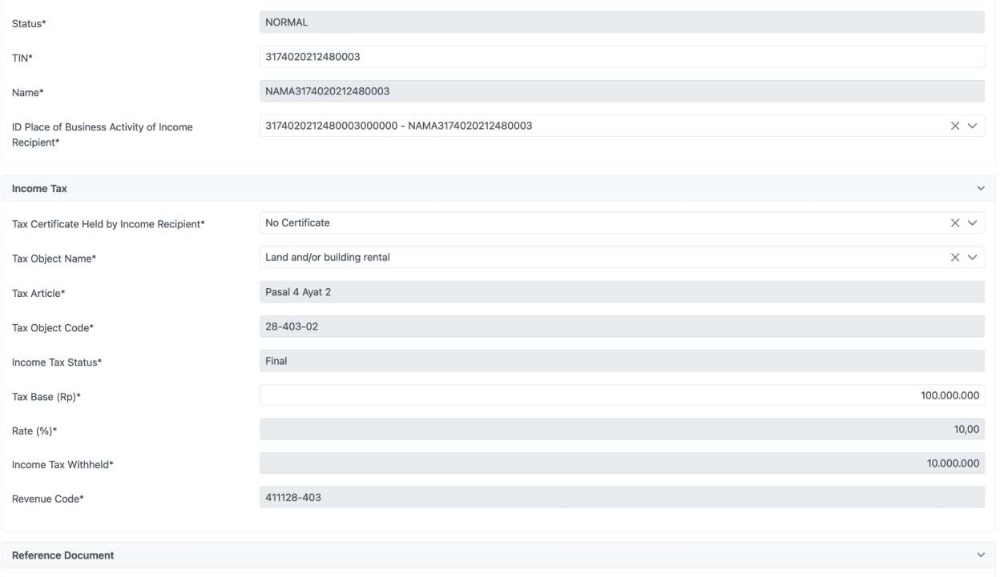 Status*
NORMAL
TIN*
3174020212480003
Name*
NAMA3174020212480003
ID Place of Business Activity of Income
Recipient*
3174020212480003000000 - NAMA3174020212480003
Income Tax
Tax Certificate Held by Income Recipient*
No Certificate
Tax Object Name*
Land and/or building rental
Tax Article*
Pasal 4 Ayat 2
Tax Object Code*
28-403-02
Income Tax Status*
Final
Tax Base (Rp)*
100.000.000
Rate (%)*
10,00
Income Tax Withheld*
10.000.000
Revenue Code*
411128-403
Reference Document